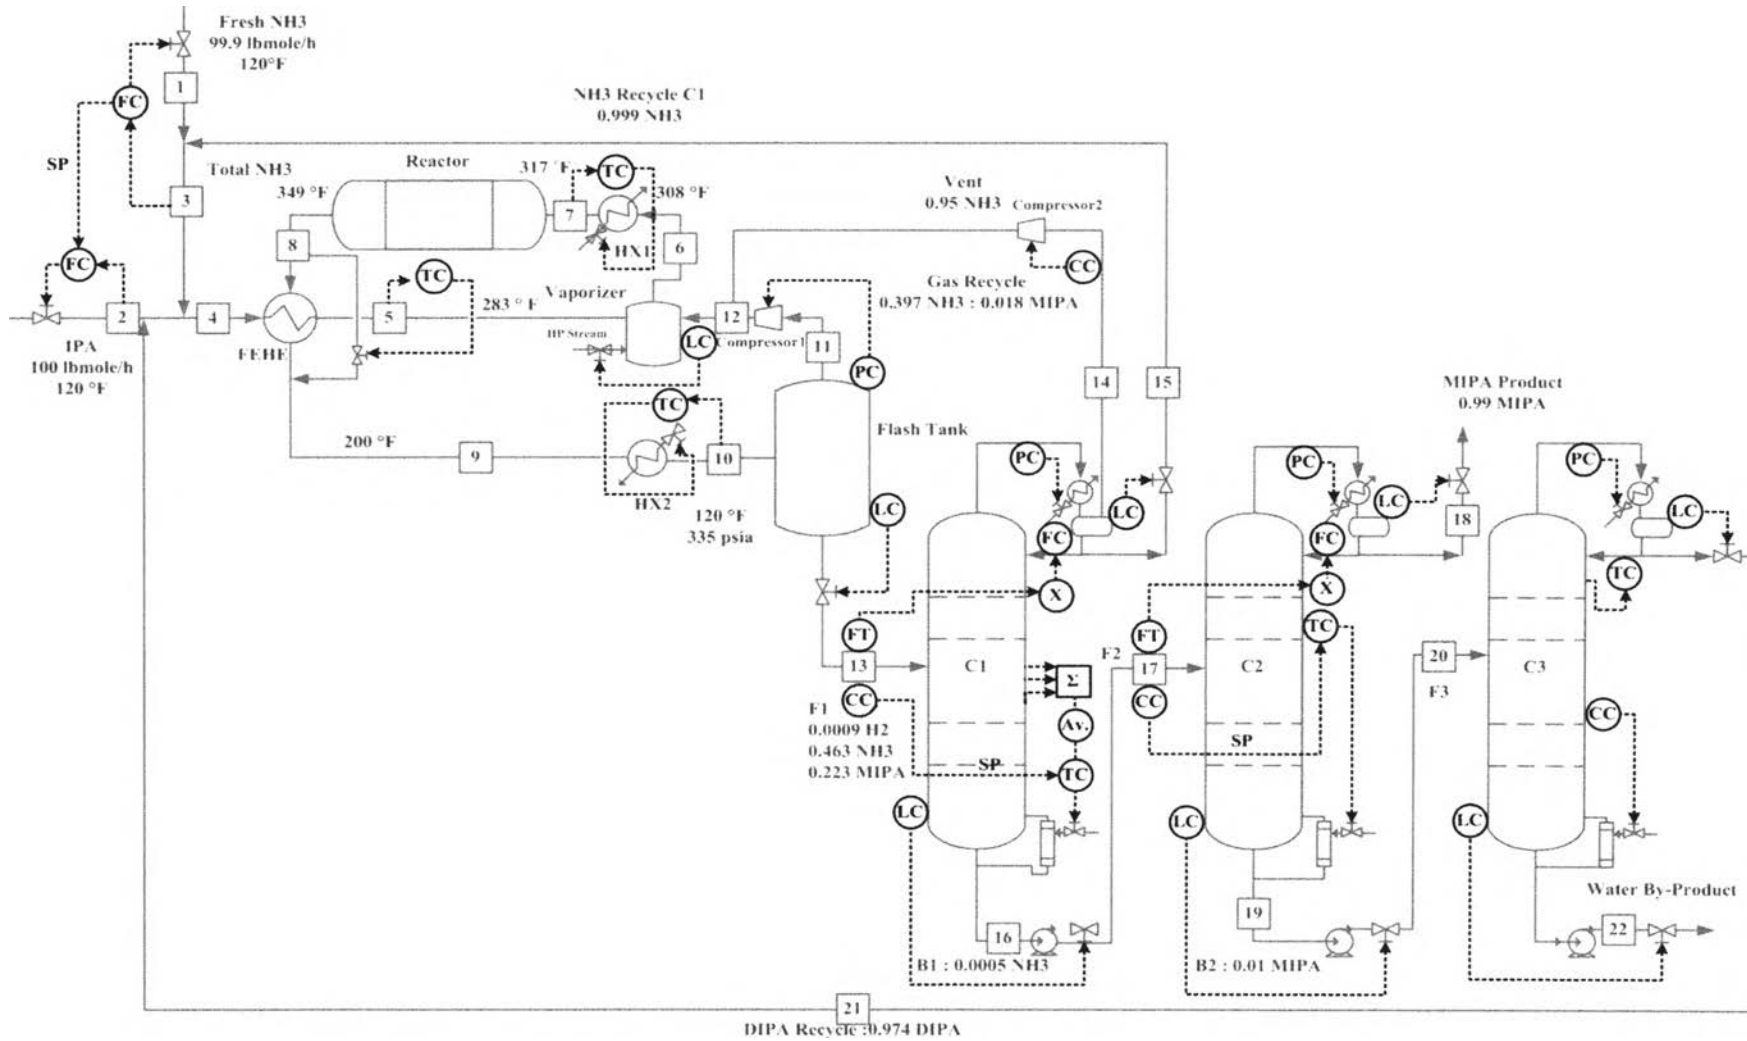 Fresh NH3
99.9 lbmole/h
120°F
1
FC
NH3 Recycle C1
0.999 NH3
SP
Total NH3
Reactor
317 °F
TC
349 °F
308 °F
Vent
0.95 NH3
Compressor2
3
7
8
HX1
6
FC
TC
CC
Gas Recycle
0.397 NH3 : 0.018 MIPA
Vaporizer
283 ° F
2
4
5
12
HP Stream
LC
Compressor1
11
IPA
100 lbmole/h
120 °F
FEHE
PC
14
15
MIPA Product
0.99 MIPA
TC
Flash Tank
200 °F
9
10
HX2
PC
PC
PC
LC
LC
LC
LC
120 °F
335 psia
18
FC
FC
X
X
TC
FT
FT
TC
13
C1
F2
17
C2
20
C3
F3
Σ
CC
CC
CC
F1
0.0009 H2
0.463 NH3
0.223 MIPA
Av.
SP
SP
TC
LC
LC
LC
Water By-Product
16
19
22
B1 : 0.0005 NH3
B2 : 0.01 MIPA
21
DIPA Recycle :0.974 DIPA